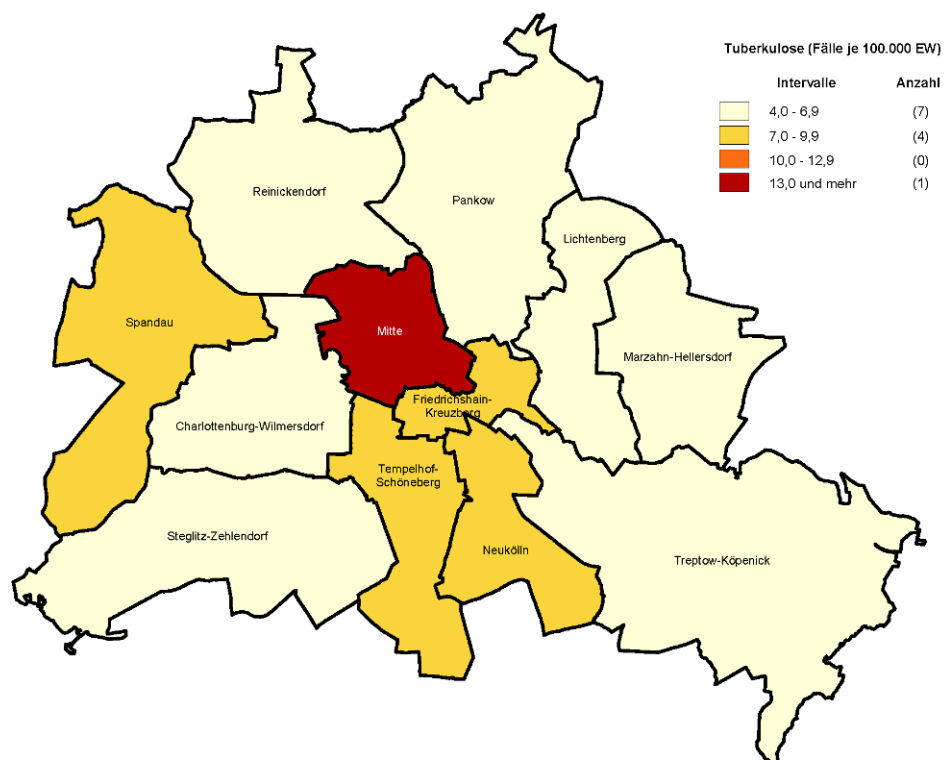 Tuberkulose (Fälle je 100.000 EW)
Intervalle Anzahl
4,0 - 6,9 (7)
7,0 - 9,9 (4)
10,0 - 12,9 (0)
13,0 und mehr (1)
Reinickendorf
Pankow
Lichtenberg
Spandau
Mitte
Marzahn-Hellersdorf
Friedrichshain-
Kreuzberg
Charlottenburg-Wilmersdorf
Tempelhof-
Schöneberg
Steglitz-Zehlendorf
Neukölln
Treptow-Köpenick